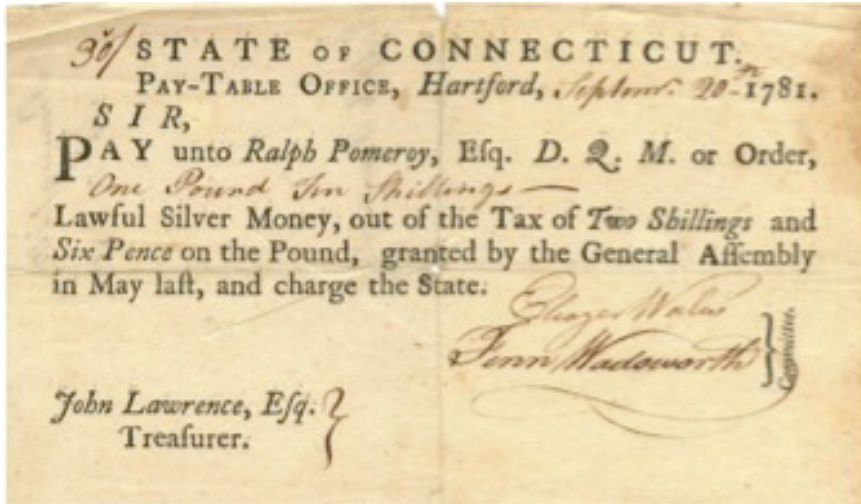 30/ STATE OF CONNECTICUT.
PAY-TABLE OFFICE, Hartford, Septemr. 20th 1781.
SIR,
PAY unto Ralph Pomeroy, Eſq. D. Q. M. or Order,
One Pound Ten Shillings—
Lawful Silver Money, out of the Tax of Two Shillings and
Six Pence on the Pound, granted by the General Aſſembly
in May laſt, and charge the State.
Eleazer Wales
Fenn Wadsworth } Committee.
John Lawrence, Eſq. }
Treaſurer.